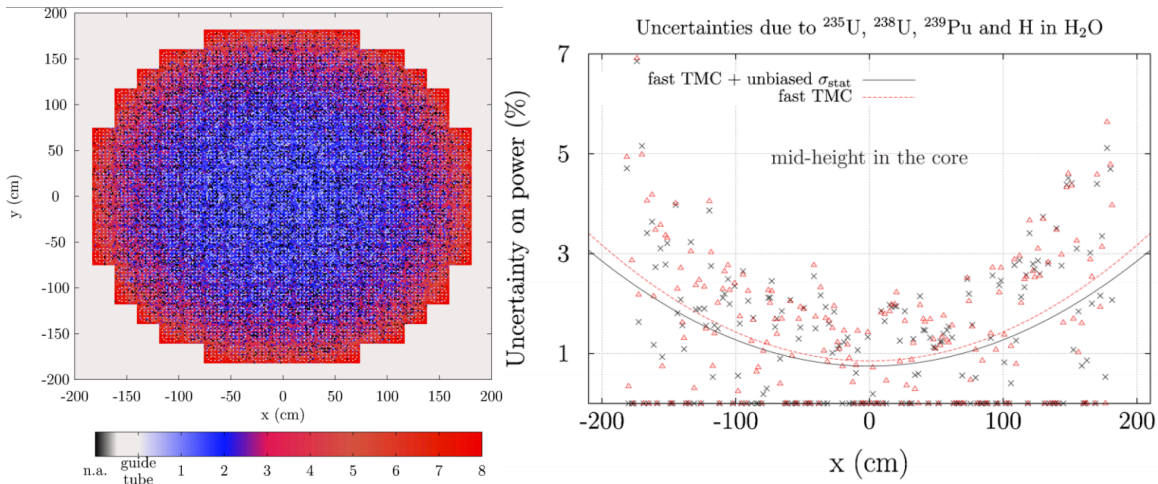 200
150
100
50
0
-50
-100
-150
-200
y (cm)
-200 -150 -100 -50 0 50 100 150 200
x (cm)
n.a. guide tube 1 2 3 4 5 6 7 8
Uncertainties due to ²³⁵U, ²³⁸U, ²³⁹Pu and H in H₂O
7
5
3
1
Uncertainty on power (%)
fast TMC + unbiased σstat
fast TMC
mid-height in the core
-200 -100 0 100 200
x (cm)